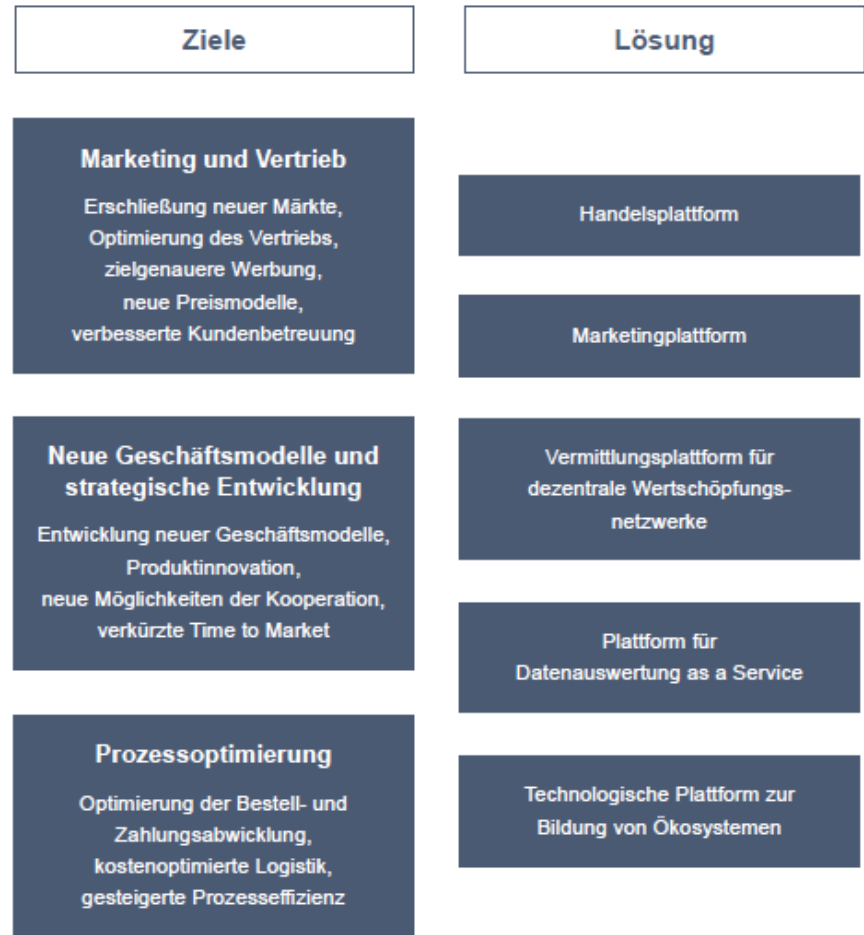 Ziele
Marketing und Vertrieb
Erschließung neuer Märkte,
Optimierung des Vertriebs,
zielgenauere Werbung,
neue Preismodelle,
verbesserte Kundenbetreuung
Neue Geschäftsmodelle und
strategische Entwicklung
Entwicklung neuer Geschäftsmodelle,
Produktinnovation,
neue Möglichkeiten der Kooperation,
verkürzte Time to Market
Prozessoptimierung
Optimierung der Bestell- und
Zahlungsabwicklung,
kostenoptimierte Logistik,
gesteigerte Prozesseffizienz
Lösung
Handelsplattform
Marketingplattform
Vermittlungsplattform für
dezentrale Wertschöpfungs-
netzwerke
Plattform für
Datenauswertung as a Service
Technologische Plattform zur
Bildung von Ökosystemen